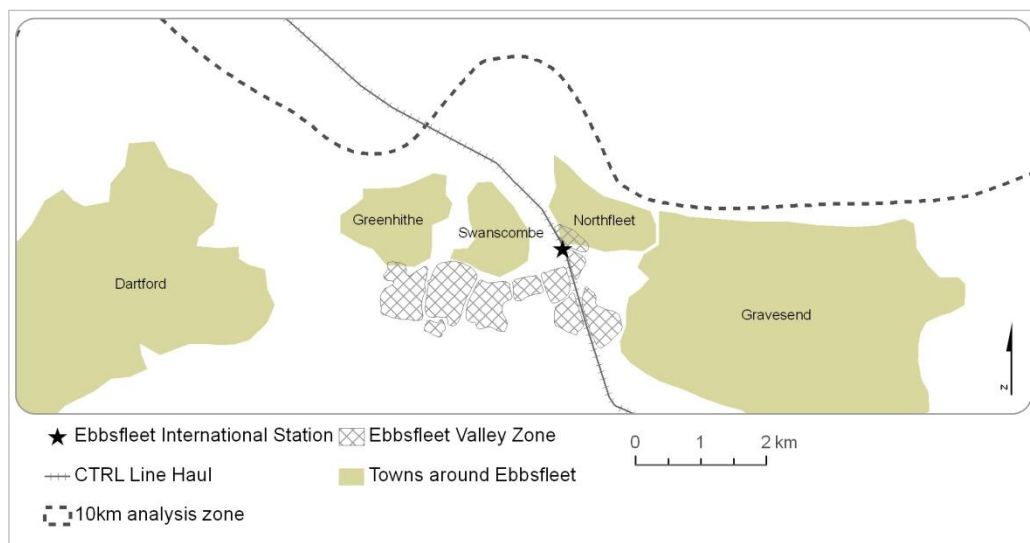 Greenhithe
Northfleet
Swanscombe
Dartford
Gravesend
N
Ebbsfleet International Station
Ebbsfleet Valley Zone
0 1 2 km
CTRL Line Haul
Towns around Ebbsfleet
10km analysis zone